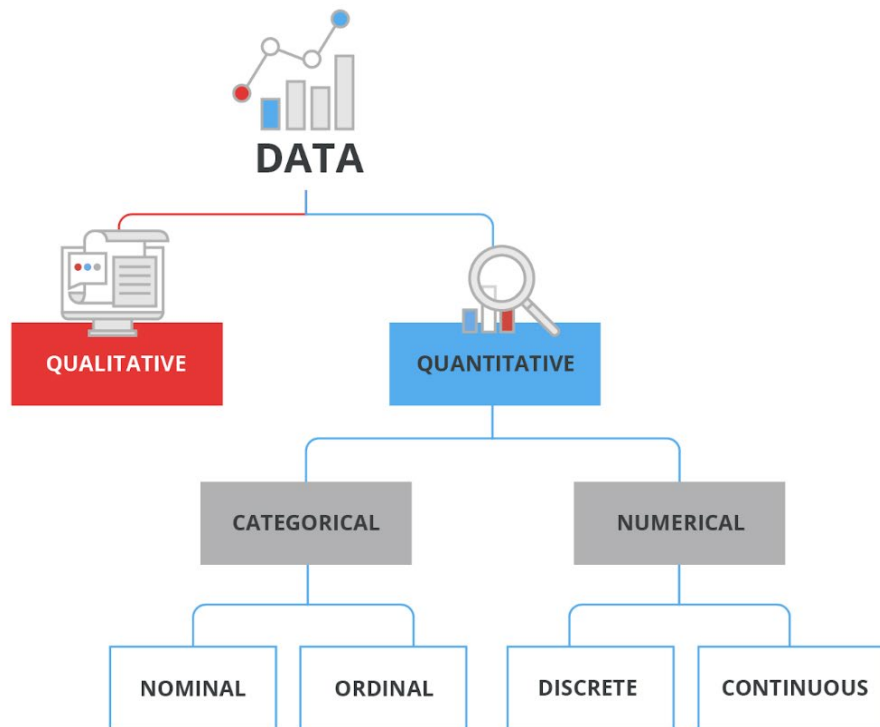 DATA
QUALITATIVE
QUANTITATIVE
CATEGORICAL
NUMERICAL
NOMINAL
ORDINAL
DISCRETE
CONTINUOUS